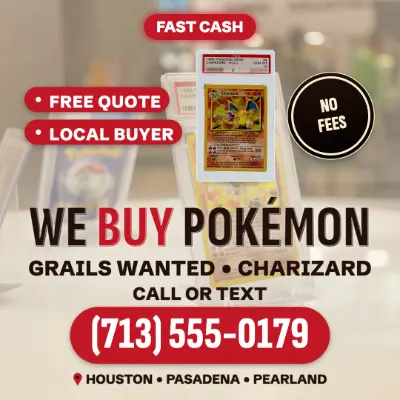 FAST CASH
• FREE QUOTE
• LOCAL BUYER
NO
FEES
Charizard
WE BUY POKÉMON
GRAILS WANTED • CHARIZARD
CALL OR TEXT
(713) 555-0179
HOUSTON • PASADENA • PEARLAND